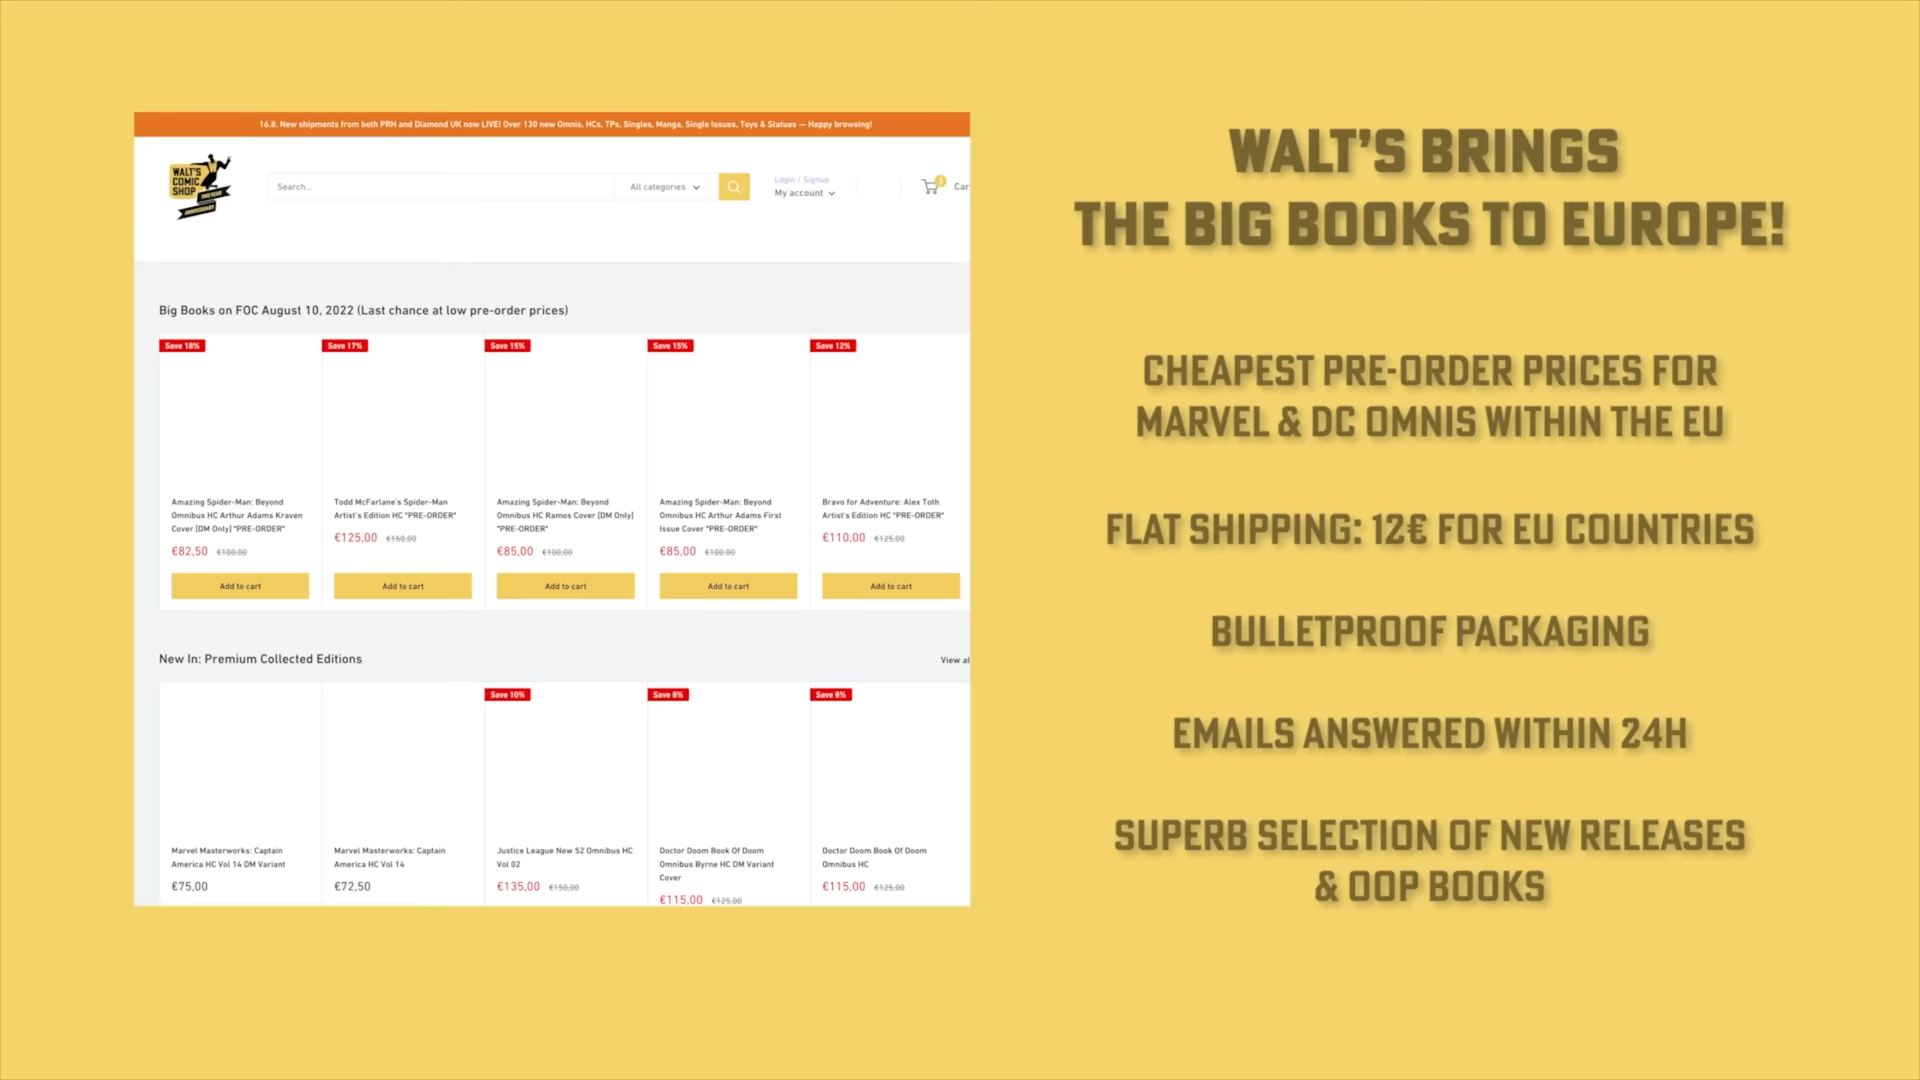 16.8. New shipments from both PRH and Diamond UK now LIVE! Over 130 new Omnis, HCs, TPs, Singles, Manga, Single Issues, Toys & Statues — Happy browsing!
WALT'S
COMIC
SHOP
TWO YEAR
ANNIVERSARY
Search...
All categories
Login / Signup
My account
3
Car
Big Books on FOC August 10, 2022 (Last chance at low pre-order prices)
Save 18%
Amazing Spider-Man: Beyond
Omnibus HC Arthur Adams Kraven
Cover [DM Only] *PRE-ORDER*
€82,50 €100,00
Add to cart
Save 17%
Todd McFarlane's Spider-Man
Artist's Edition HC *PRE-ORDER*
€125,00 €150,00
Add to cart
Save 15%
Amazing Spider-Man: Beyond
Omnibus HC Ramos Cover [DM Only]
*PRE-ORDER*
€85,00 €100,00
Add to cart
Save 15%
Amazing Spider-Man: Beyond
Omnibus HC Arthur Adams First
Issue Cover *PRE-ORDER*
€85,00 €100,00
Add to cart
Save 12%
Bravo for Adventure: Alex Toth
Artist's Edition HC *PRE-ORDER*
€110,00 €125,00
Add to cart
New In: Premium Collected Editions
View al
Marvel Masterworks: Captain
America HC Vol 14 DM Variant
€75,00
Marvel Masterworks: Captain
America HC Vol 14
€72,50
Save 10%
Justice League New 52 Omnibus HC
Vol 02
€135,00 €150,00
Save 8%
Doctor Doom Book Of Doom
Omnibus Byrne HC DM Variant
Cover
€115,00 €125,00
Save 8%
Doctor Doom Book Of Doom
Omnibus HC
€115,00 €125,00
WALT'S BRINGS
THE BIG BOOKS TO EUROPE!
CHEAPEST PRE-ORDER PRICES FOR
MARVEL & DC OMNIS WITHIN THE EU
FLAT SHIPPING: 12€ FOR EU COUNTRIES
BULLETPROOF PACKAGING
EMAILS ANSWERED WITHIN 24H
SUPERB SELECTION OF NEW RELEASES
& OOP BOOKS